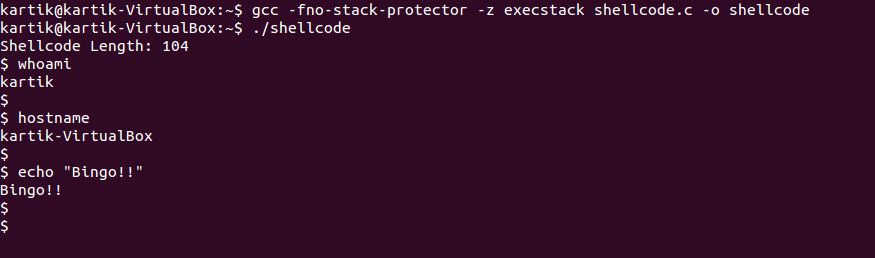 kartik@kartik-VirtualBox:~$ gcc -fno-stack-protector -z execstack shellcode.c -o shellcode
kartik@kartik-VirtualBox:~$ ./shellcode
Shellcode Length: 104
$ whoami
kartik
$
$ hostname
kartik-VirtualBox
$
$ echo "Bingo!!"
Bingo!!
$
$